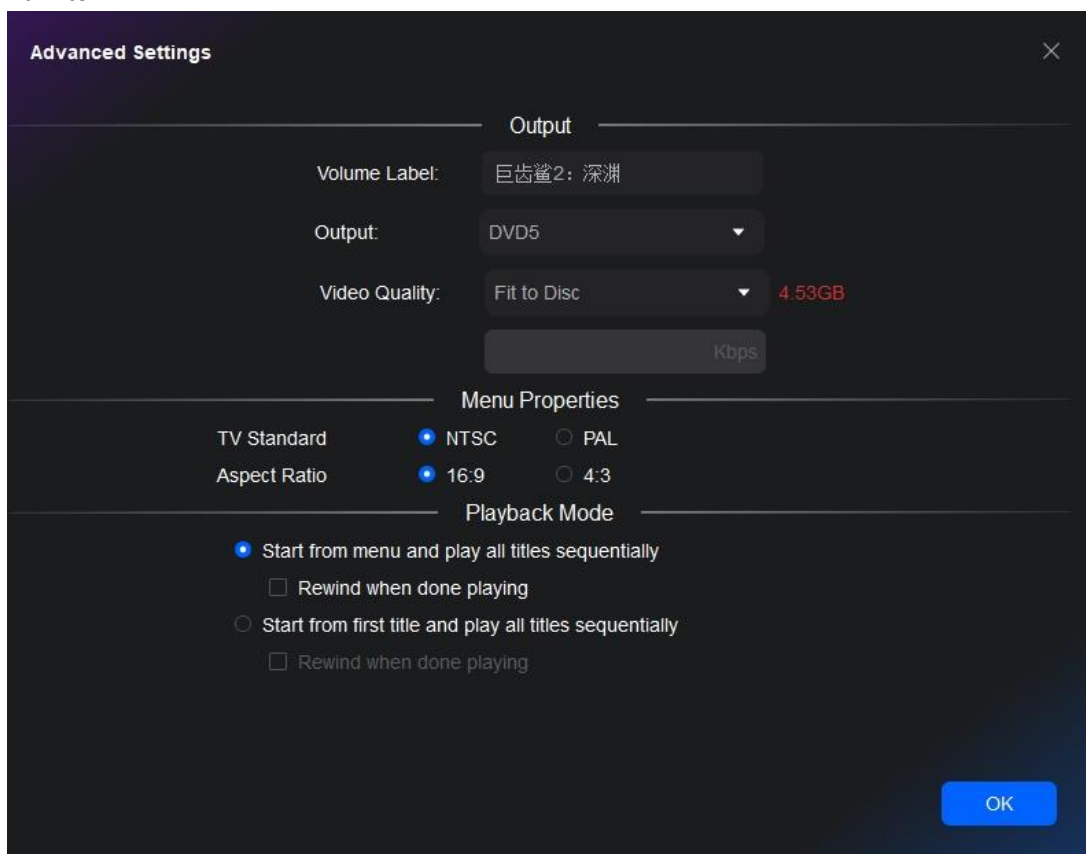 Advanced Settings
Output
Volume Label: 巨齿鲨2：深渊
Output: DVD5
Video Quality: Fit to Disc 4.53GB
Kbps
Menu Properties
TV Standard NTSC PAL
Aspect Ratio 16:9 4:3
Playback Mode
Start from menu and play all titles sequentially
Rewind when done playing
Start from first title and play all titles sequentially
Rewind when done playing
OK